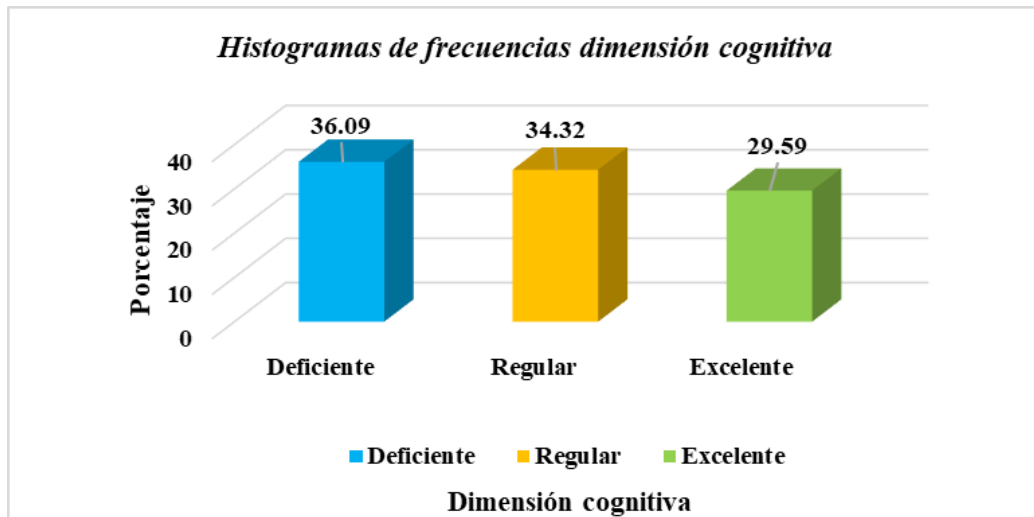 Histogramas de frecuencias dimensión cognitiva
36.09
34.32
29.59
40
30
20
10
0
Porcentaje
Deficiente Regular Excelente
Deficiente Regular Excelente
Dimensión cognitiva